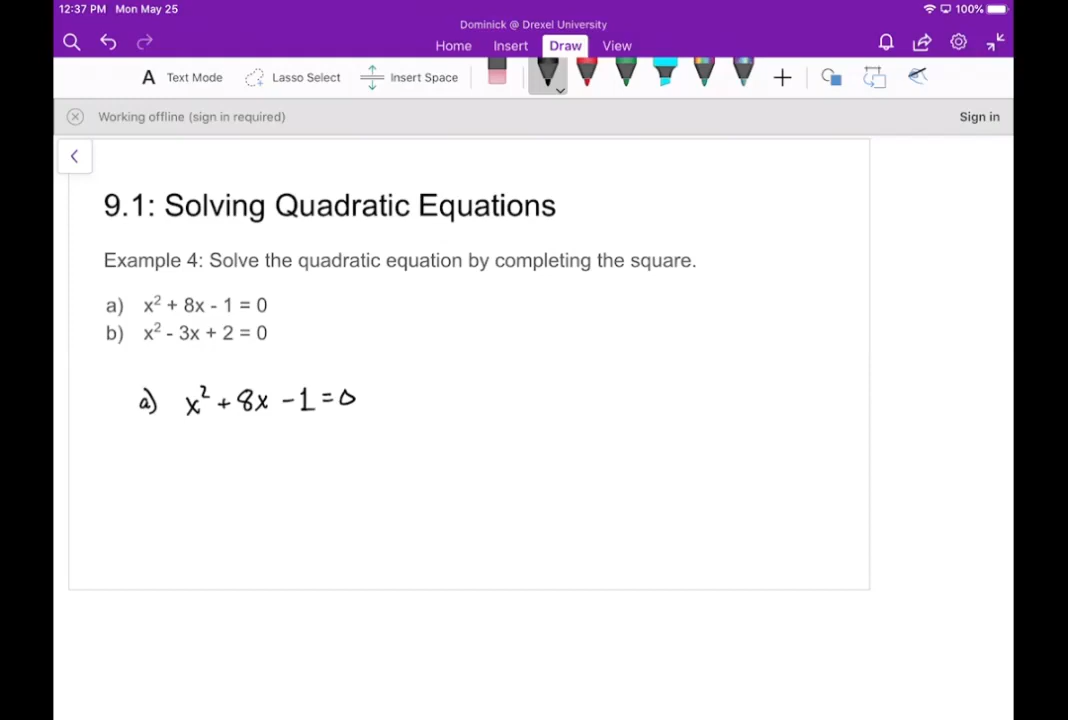 12:37 PM Mon May 25 100%
Dominick @ Drexel University
Home Insert Draw View
A Text Mode Lasso Select Insert Space
Working offline (sign in required) Sign in
9.1: Solving Quadratic Equations
Example 4: Solve the quadratic equation by completing the square.
a) x² + 8x - 1 = 0
b) x² - 3x + 2 = 0
a) x² + 8x - 1 = 0